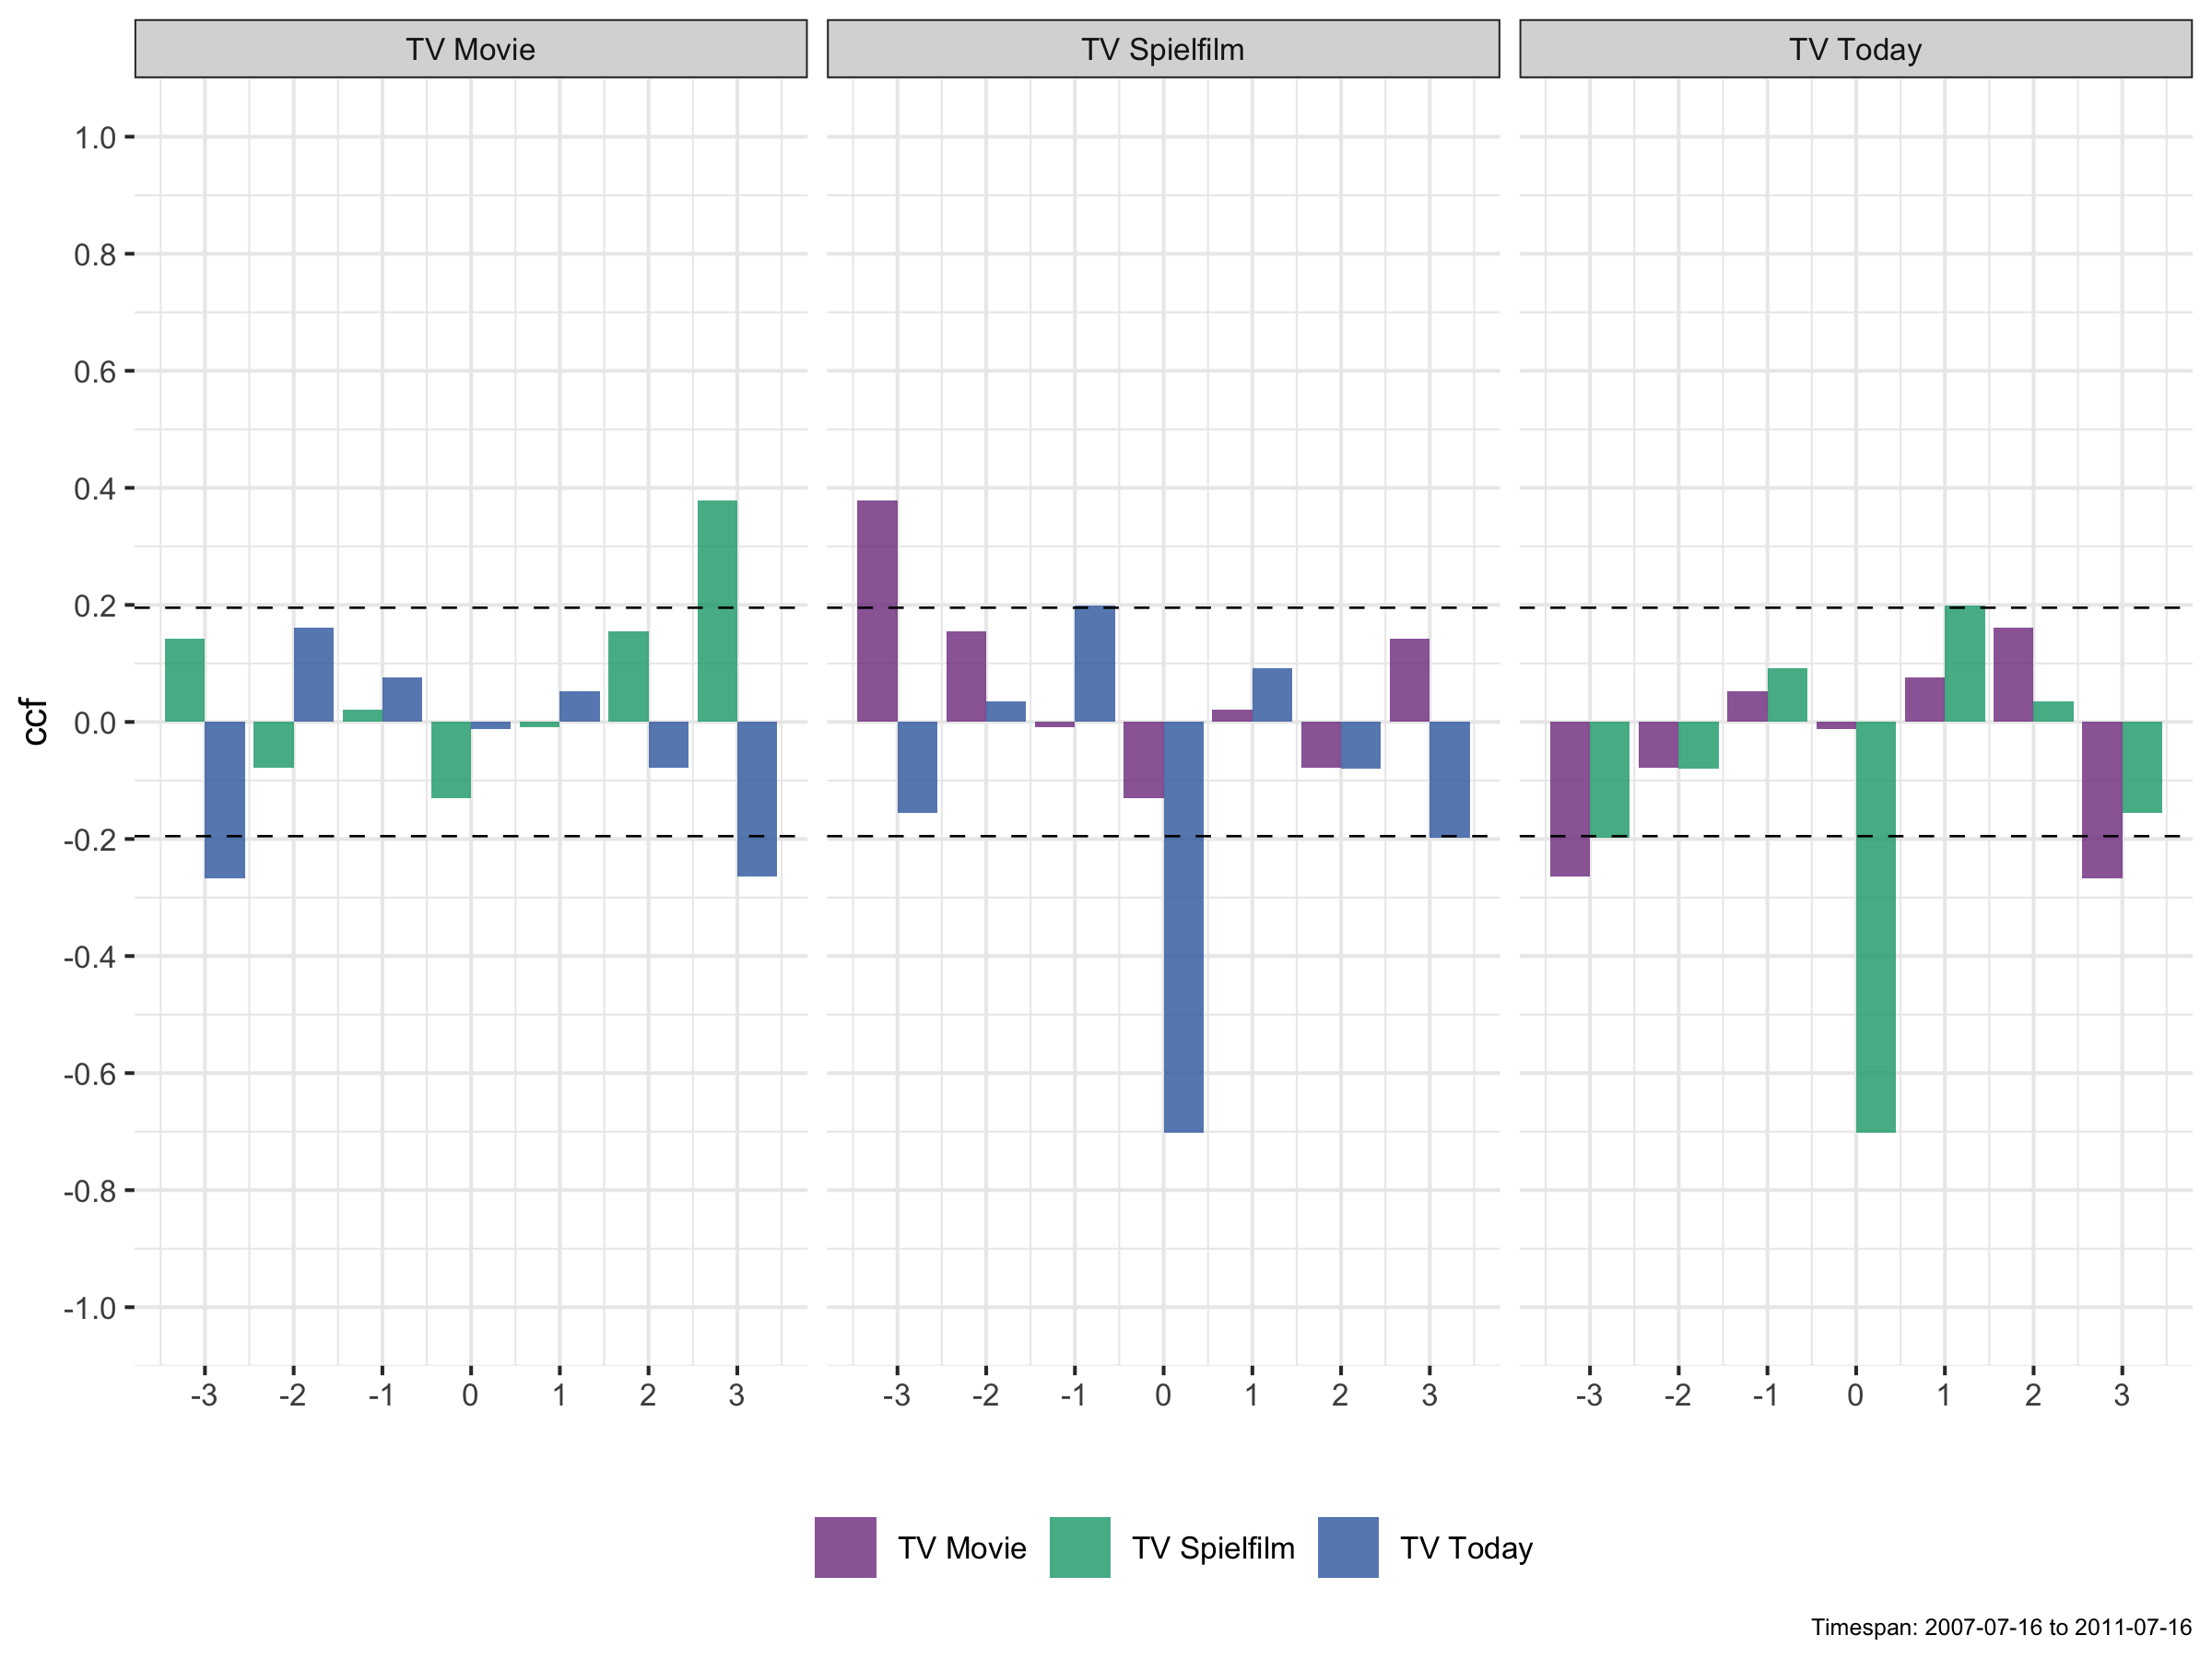 TV Movie TV Spielfilm TV Today
1.0
0.8
0.6
0.4
0.2
0.0
-0.2
-0.4
-0.6
-0.8
-1.0
ccf
-3 -2 -1 0 1 2 3 -3 -2 -1 0 1 2 3 -3 -2 -1 0 1 2 3
TV Movie TV Spielfilm TV Today
Timespan: 2007-07-16 to 2011-07-16